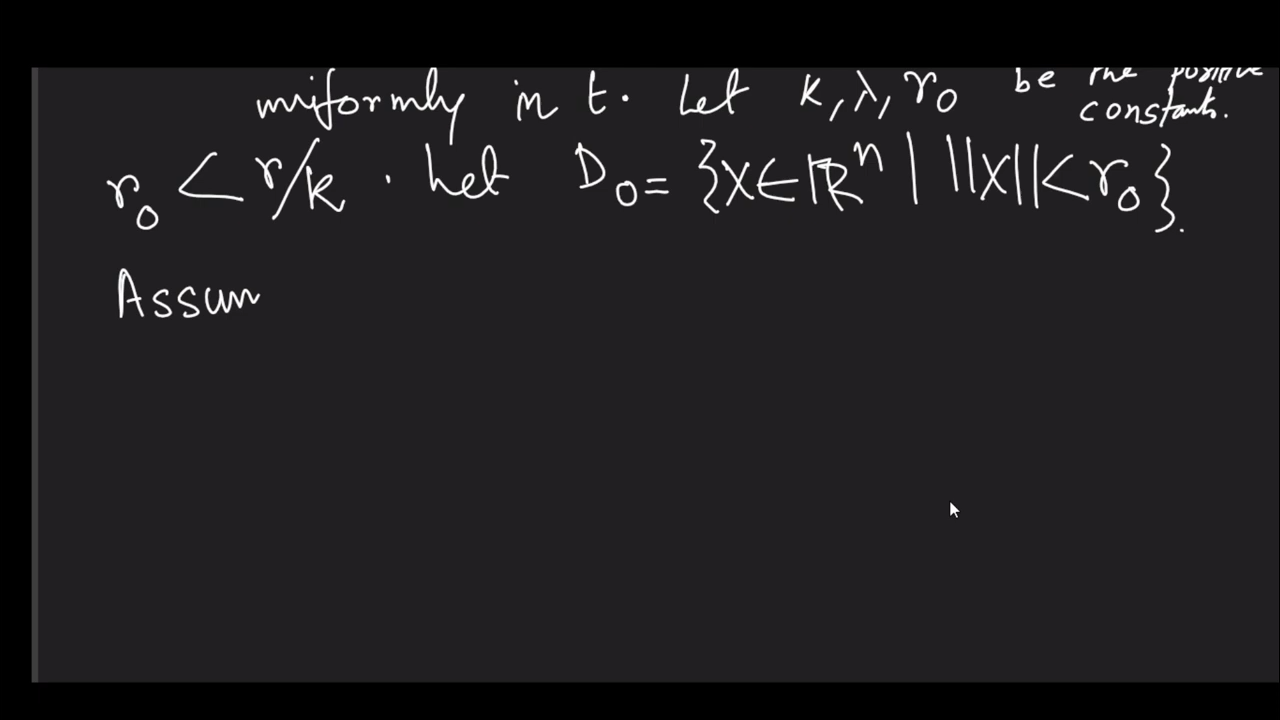 uniformly in t. Let k, λ, r₀ be the positive constants.
r₀ < r/k. Let D₀ = {x∈ℝⁿ | ||x|| < r₀}.
Assum